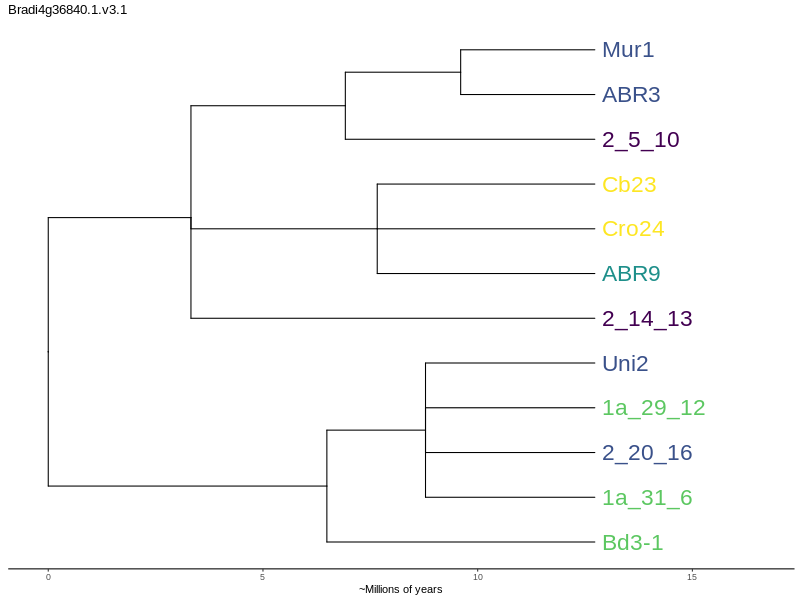 Bradi4g36840.1.v3.1
Mur1
ABR3
2_5_10
Cb23
Cro24
ABR9
2_14_13
Uni2
1a_29_12
2_20_16
1a_31_6
Bd3-1
0 5 10 15
~Millions of years